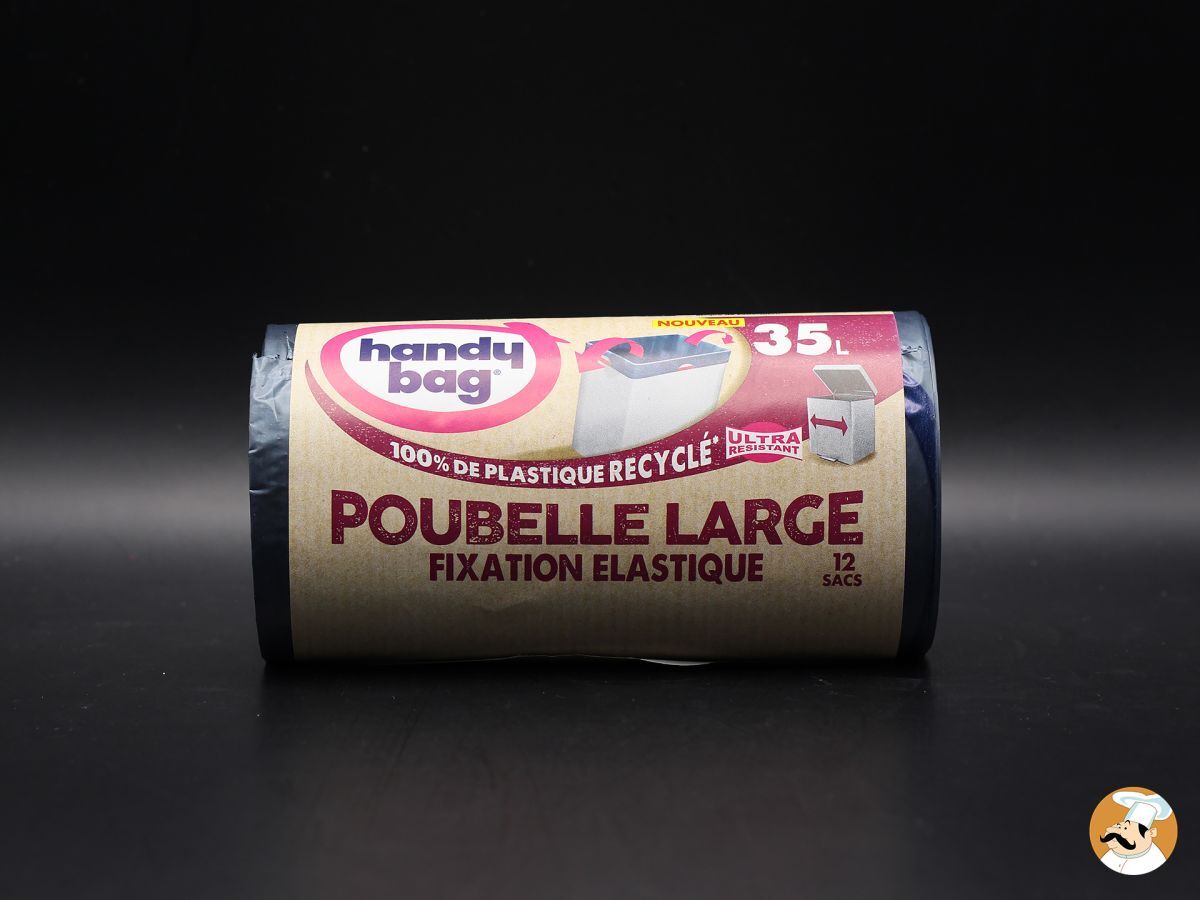 handy
bag®
NOUVEAU
35L
100% DE PLASTIQUE RECYCLÉ*
ULTRA
RESISTANT
POUBELLE LARGE
FIXATION ELASTIQUE
12
SACS